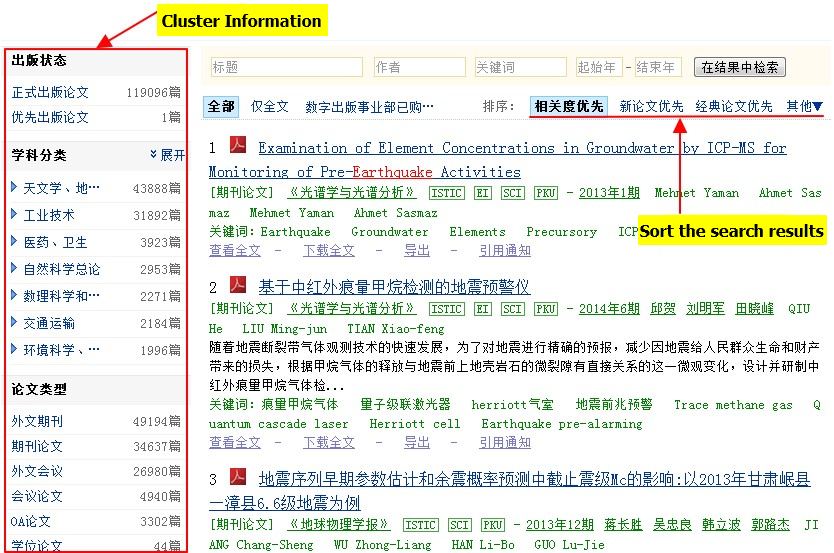 Cluster Information
出版状态
正式出版论文 119096篇
优先出版论文 1篇
学科分类 展开
天文学、地… 43888篇
工业技术 31892篇
医药、卫生 3923篇
自然科学总论 2953篇
数理科学和… 2271篇
交通运输 2184篇
环境科学、… 1996篇
论文类型
外文期刊 49194篇
期刊论文 34637篇
外文会议 26980篇
会议论文 4940篇
OA论文 3302篇
学位论文 44篇
标题 作者 关键词 起始年 - 结束年 在结果中检索
全部 仅全文 数字出版事业部已购… 排序： 相关度优先 新论文优先 经典论文优先 其他▼
Sort the search results
1 Examination of Element Concentrations in Groundwater by ICP-MS for
Monitoring of Pre-Earthquake Activities
[期刊论文] 《光谱学与光谱分析》 ISTIC EI SCI PKU - 2013年1期 Mehmet Yaman Ahmet Sas
maz Mehmet Yaman Ahmet Sasmaz
关键词：Earthquake Groundwater Elements Precursory ICP
查看全文 - 下载全文 - 导出 - 引用通知
2 基于中红外痕量甲烷检测的地震预警仪
[期刊论文] 《光谱学与光谱分析》 ISTIC EI SCI PKU - 2014年6期 邱贺 刘明军 田晓峰 QIU
He LIU Ming-jun TIAN Xiao-feng
随着地震断裂带气体观测技术的快速发展，为了对地震进行精确的预报，减少因地震给人民群众生命和财产
带来的损失，根据甲烷气体的释放与地震前上地壳岩石的微裂隙有直接关系的这一微观变化，设计并研制中
红外痕量甲烷气体检...
关键词：痕量甲烷气体 量子级联激光器 herriott气室 地震前兆预警 Trace methane gas Q
uantum cascade laser Herriott cell Earthquake pre-alarming
查看全文 - 下载全文 - 导出 - 引用通知
3 地震序列早期参数估计和余震概率预测中截止震级Mc的影响:以2013年甘肃岷县
—漳县6.6级地震为例
[期刊论文] 《地球物理学报》 ISTIC SCI PKU - 2013年12期 蒋长胜 吴忠良 韩立波 郭路杰 JI
ANG Chang-Sheng WU Zhong-Liang HAN Li-Bo GUO Lu-Jie